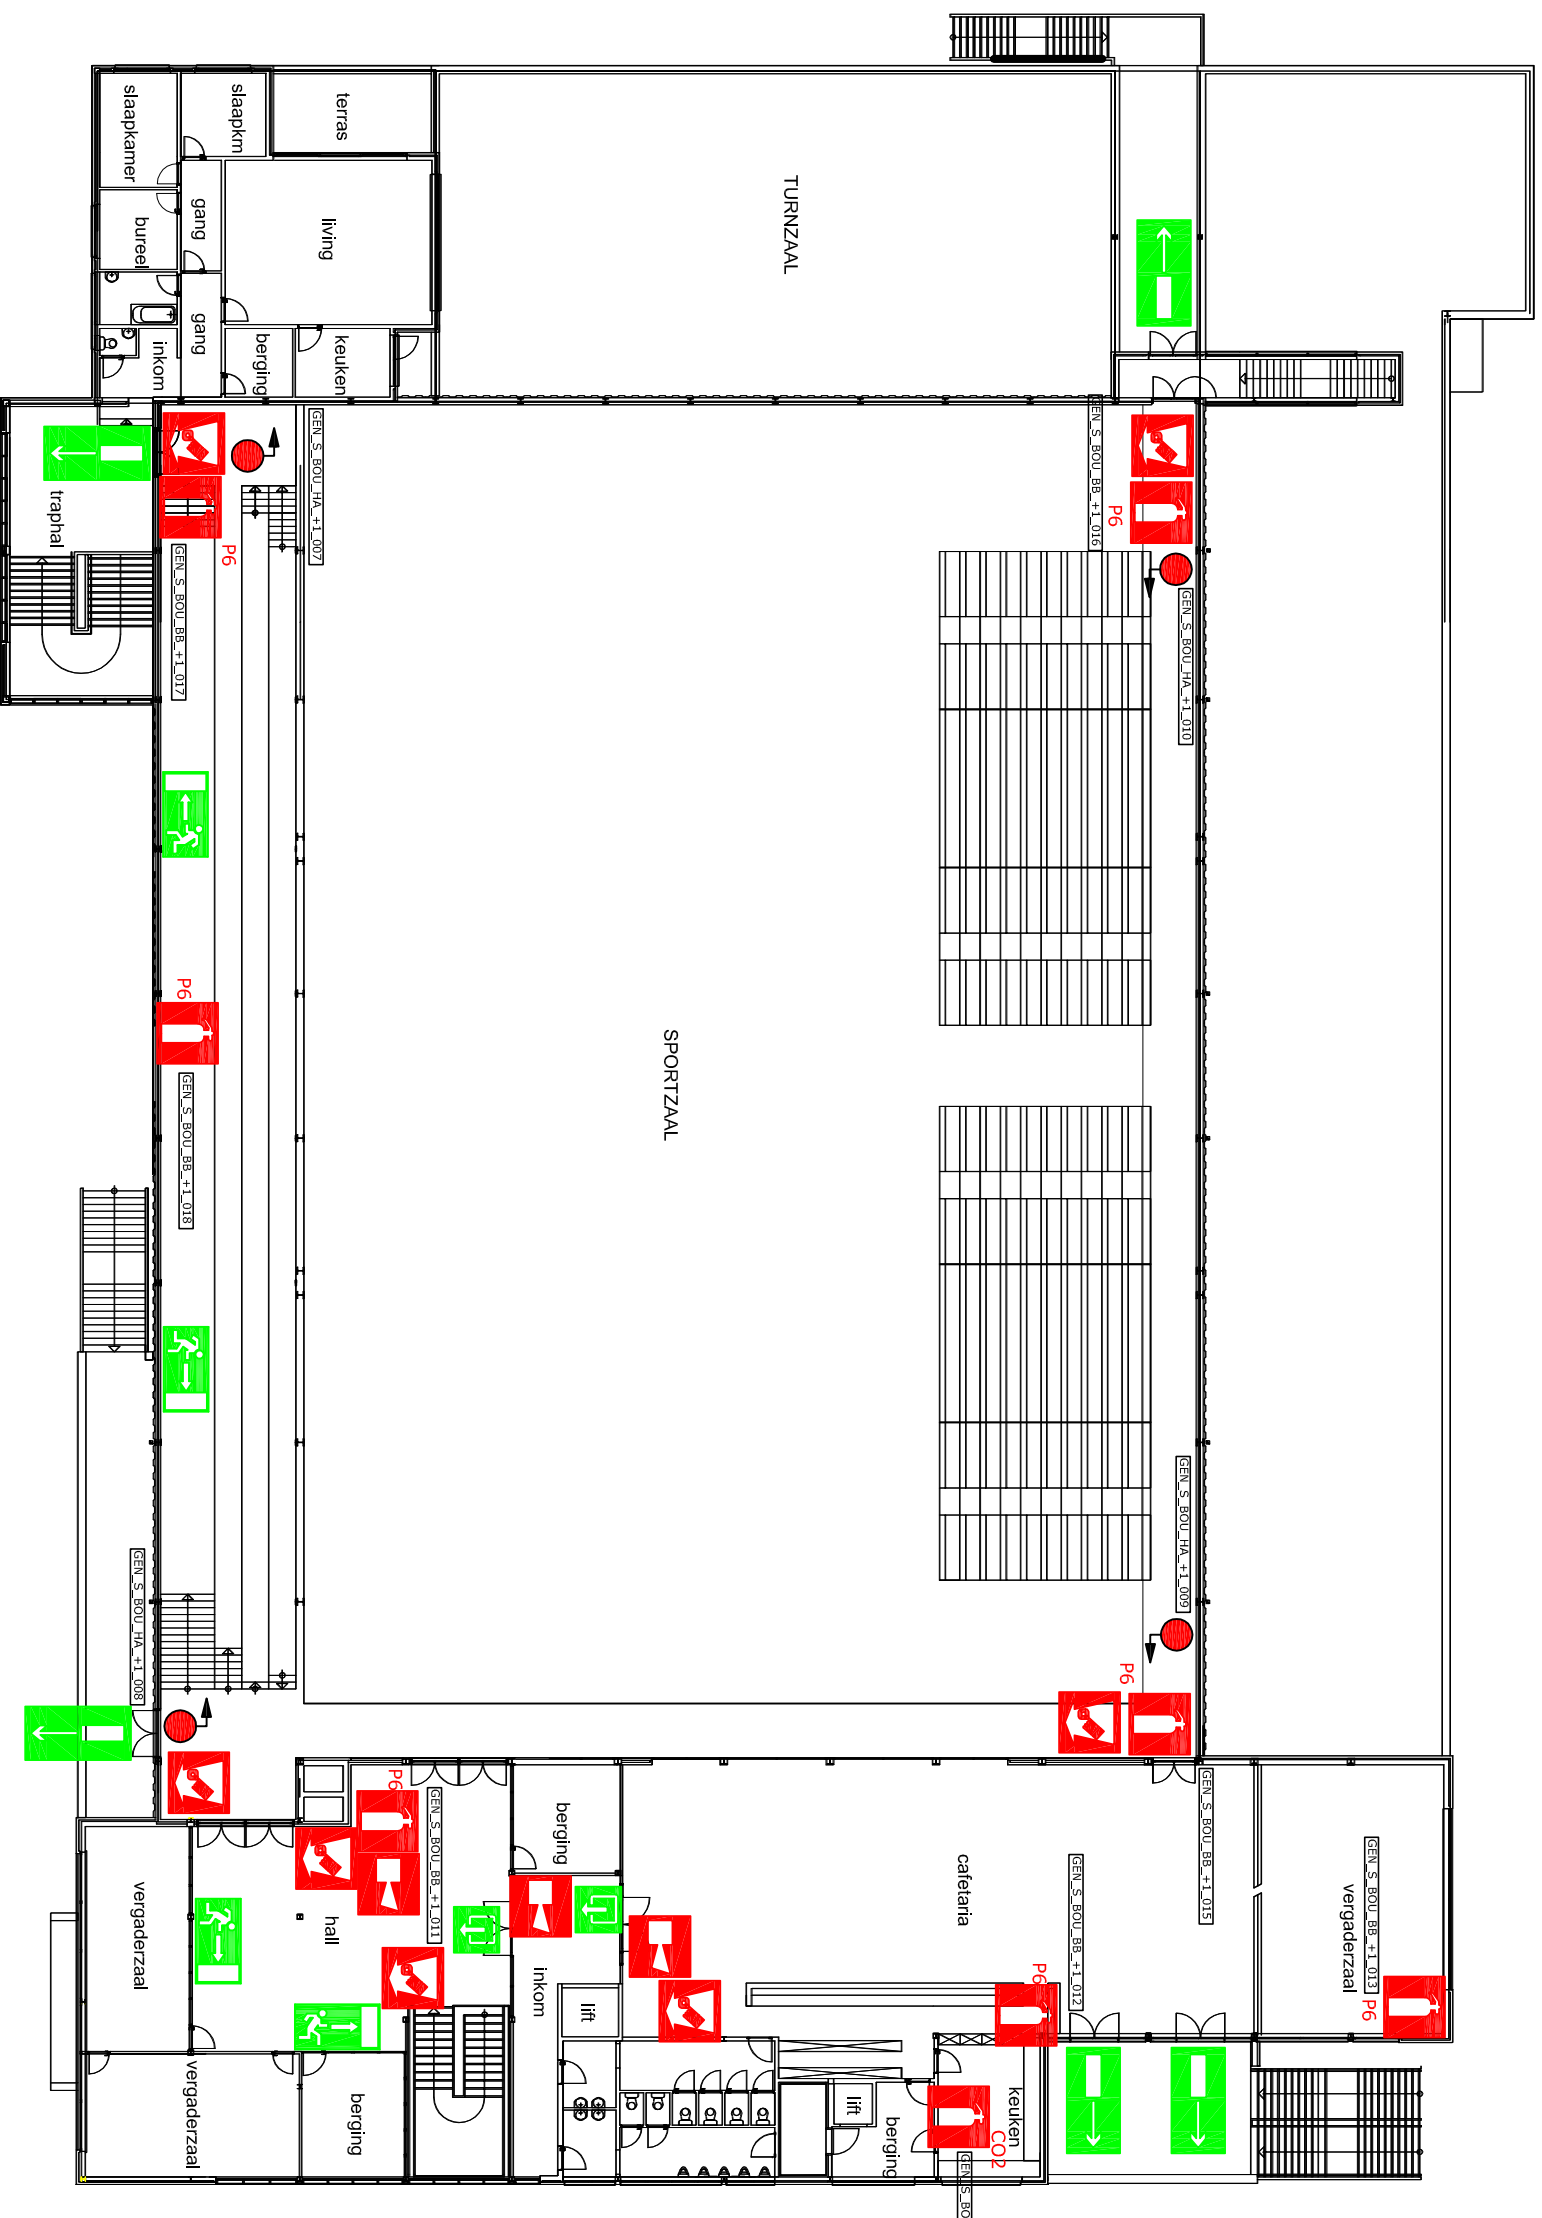 TURNZAAL
terras
slaapkm
slaapkamer
living
gang
bureel
keuken
berging
gang
inkom
GEN_S_BOU_BB_+1_016
P6
GEN_S_BOU_HA_+1_007
P6
traphal
GEN_S_BOU_BB_+1_017
GEN_S_BOU_HA_+1_010
P6
GEN_S_BOU_BB_+1_018
SPORTZAAL
GEN_S_BOU_HA_+1_009
P6
GEN_S_BOU_HA_+1_008
P6
GEN_S_BOU_BB_+1_011
berging
GEN_S_BOU_BB_+1_015
GEN_S_BOU_BB_+1_013
P6
vergaderzaal
cafetaria
GEN_S_BOU_BB_+1_012
P6
hall
inkom
lift
vergaderzaal
vergaderzaal
berging
lift
berging
keuken
CO2
GEN_S_BO